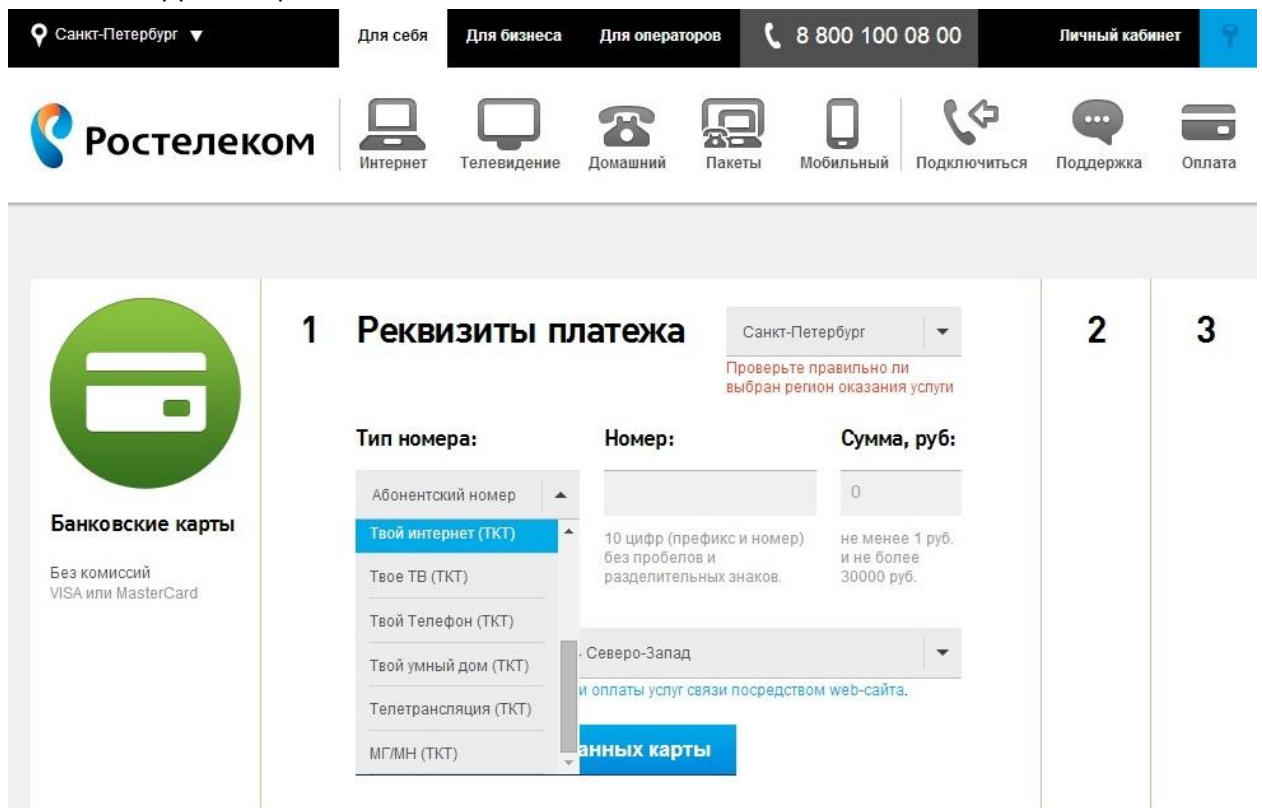 Санкт-Петербург
Для себя
Для бизнеса
Для операторов
8 800 100 08 00
Личный кабинет
Ростелеком
Интернет
Телевидение
Домашний
Пакеты
Мобильный
Подключиться
Поддержка
Оплата
1 Реквизиты платежа
Санкт-Петербург
2
3
Проверьте правильно ли
выбран регион оказания услуги
Тип номера:
Номер:
Сумма, руб:
Абонентский номер
0
Твой интернет (ТКТ)
Твое ТВ (ТКТ)
Твой Телефон (ТКТ)
Твой умный дом (ТКТ)
Телетрансляция (ТКТ)
МГ/МН (ТКТ)
10 цифр (префикс и номер)
без пробелов и
разделительных знаков.
не менее 1 руб.
и не более
30000 руб.
Северо-Запад
и оплаты услуг связи посредством web-сайта.
анных карты
Банковские карты
Без комиссий
VISA или MasterCard